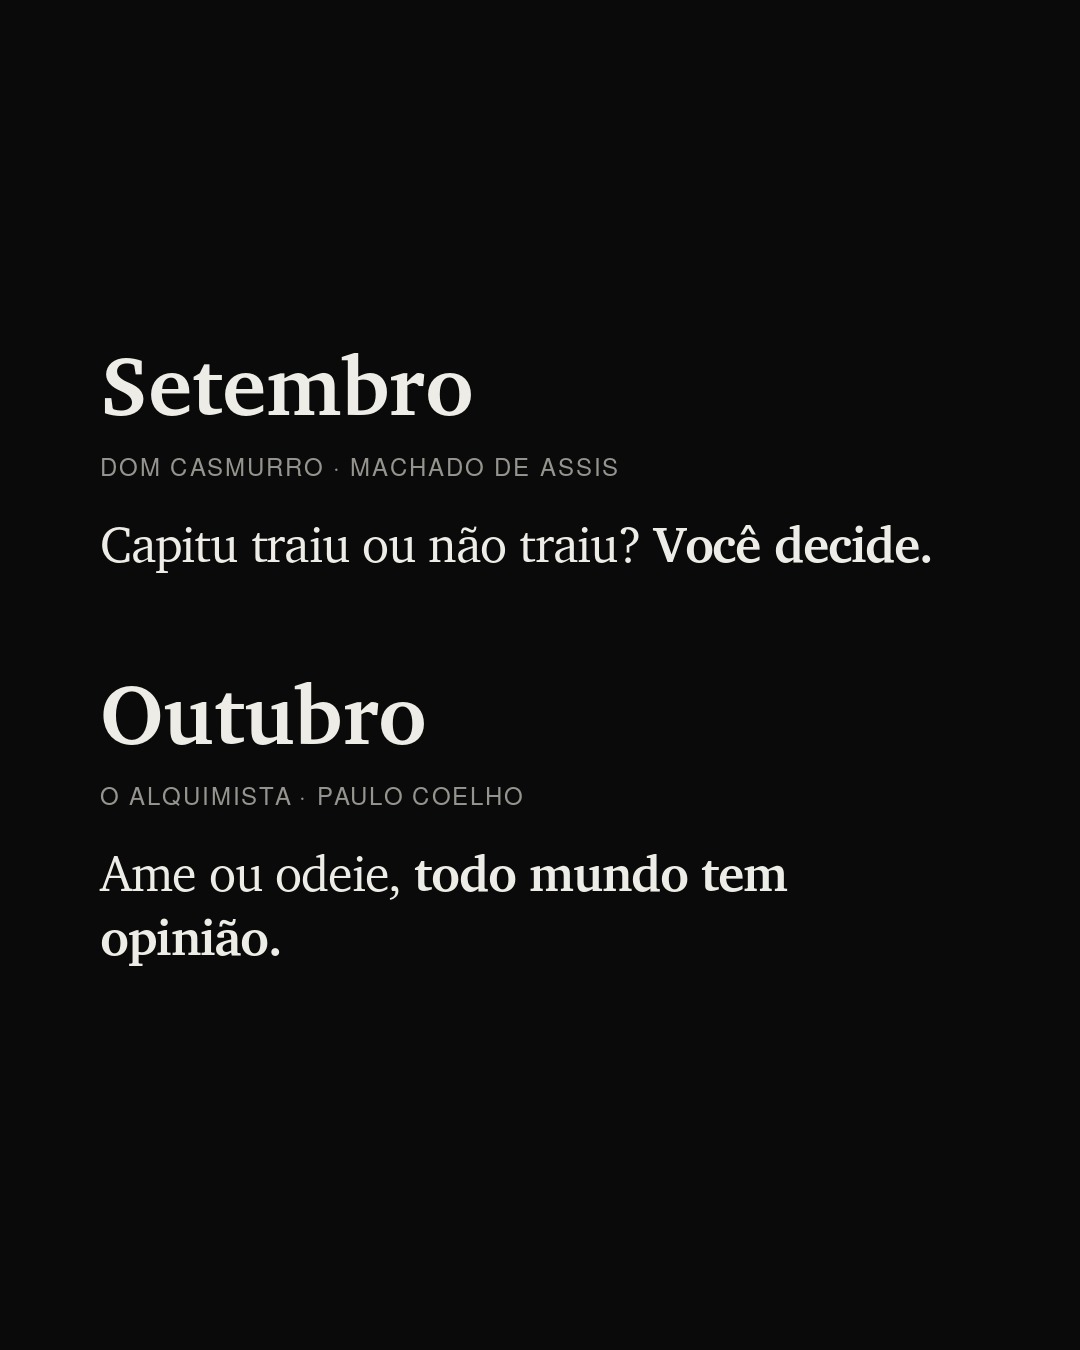 Setembro
DOM CASMURRO · MACHADO DE ASSIS
Capitu traiu ou não traiu? Você decide.
Outubro
O ALQUIMISTA · PAULO COELHO
Ame ou odeie, todo mundo tem
opinião.